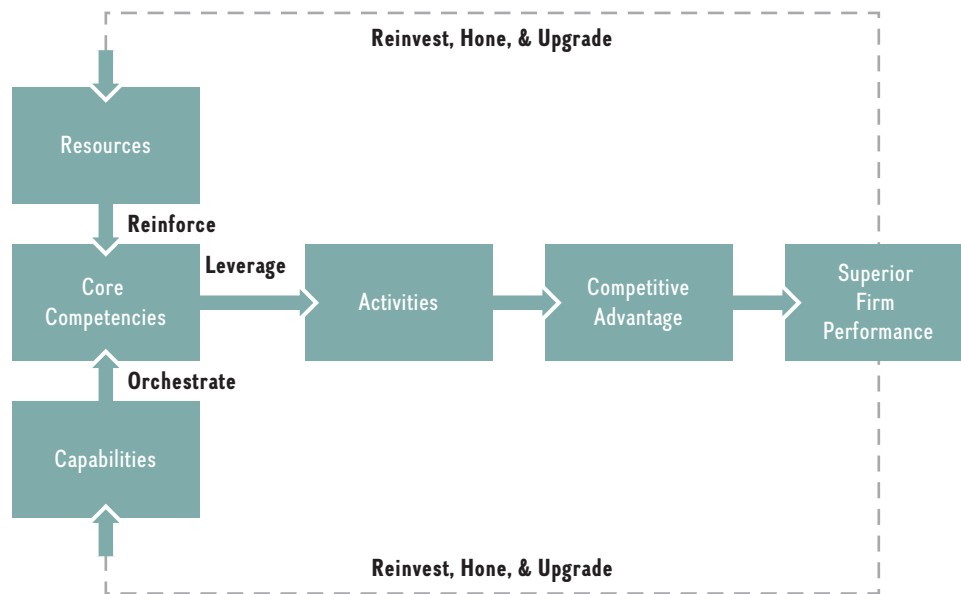 Reinvest, Hone, & Upgrade
Resources
Reinforce
Core
Competencies
Leverage
Activities
Competitive
Advantage
Superior
Firm
Performance
Orchestrate
Capabilities
Reinvest, Hone, & Upgrade